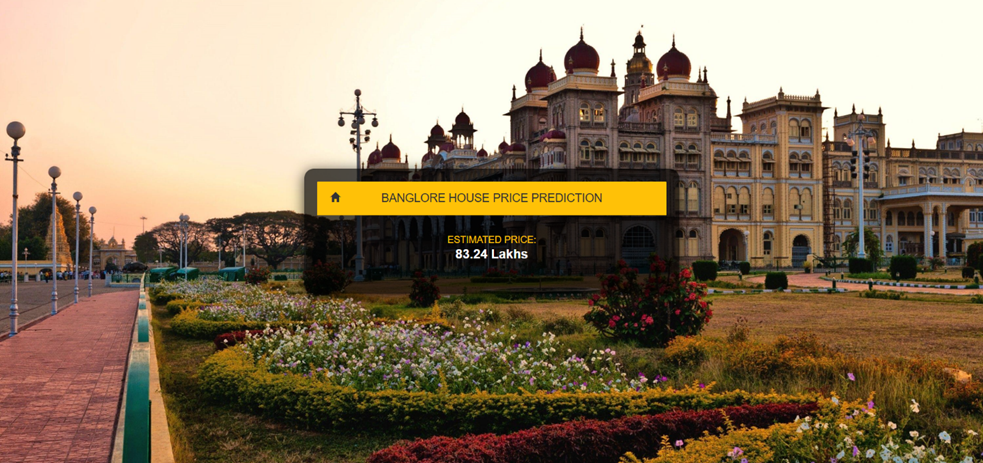 BANGLORE HOUSE PRICE PREDICTION
ESTIMATED PRICE:
83.24 Lakhs